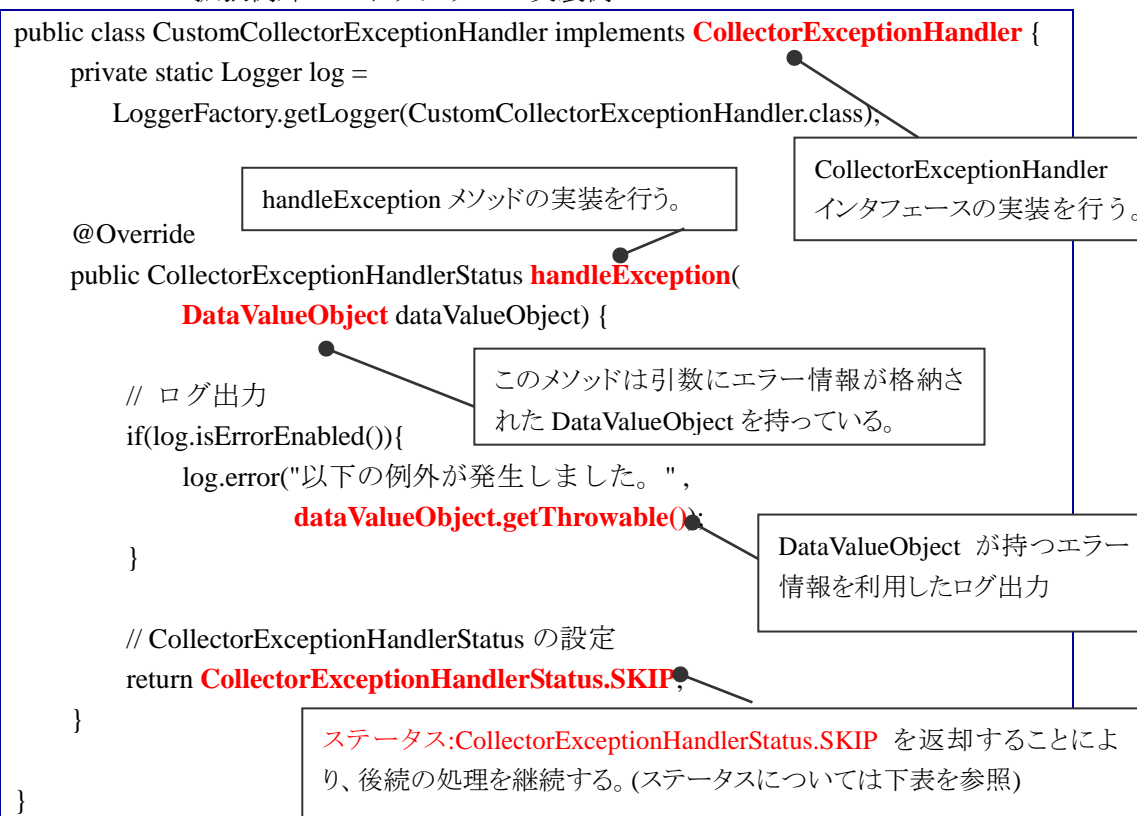 public class CustomCollectorExceptionHandler implements CollectorExceptionHandler {
private static Logger log =
LoggerFactory.getLogger(CustomCollectorExceptionHandler.class);
CollectorExceptionHandler
インタフェースの実装を行う。
handleException メソッドの実装を行う。
@Override
public CollectorExceptionHandlerStatus handleException(
DataValueObject dataValueObject) {
このメソッドは引数にエラー情報が格納さ
れた DataValueObject を持っている。
// ログ出力
if(log.isErrorEnabled()){
log.error("以下の例外が発生しました。",
dataValueObject.getThrowable());
DataValueObject が持つエラー
情報を利用したログ出力
}
// CollectorExceptionHandlerStatus の設定
return CollectorExceptionHandlerStatus.SKIP;
}
ステータス:CollectorExceptionHandlerStatus.SKIP を返却することによ
り、後続の処理を継続する。(ステータスについては下表を参照)
}